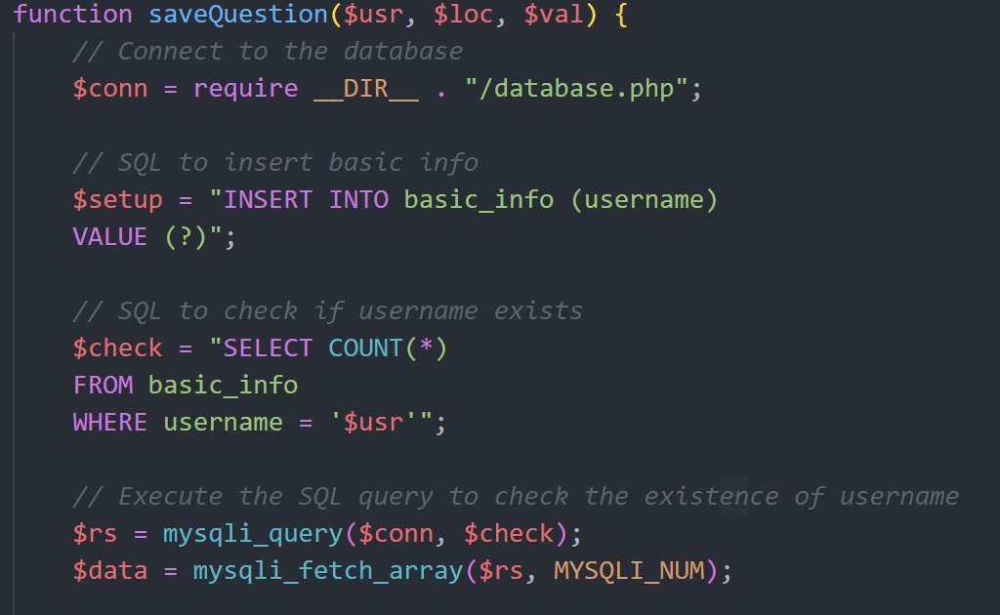 function saveQuestion($usr, $loc, $val) {
// Connect to the database
$conn = require __DIR__ . "/database.php";
// SQL to insert basic info
$setup = "INSERT INTO basic_info (username)
VALUE (?)";
// SQL to check if username exists
$check = "SELECT COUNT(*)
FROM basic_info
WHERE username = '$usr'";
// Execute the SQL query to check the existence of username
$rs = mysqli_query($conn, $check);
$data = mysqli_fetch_array($rs, MYSQLI_NUM);